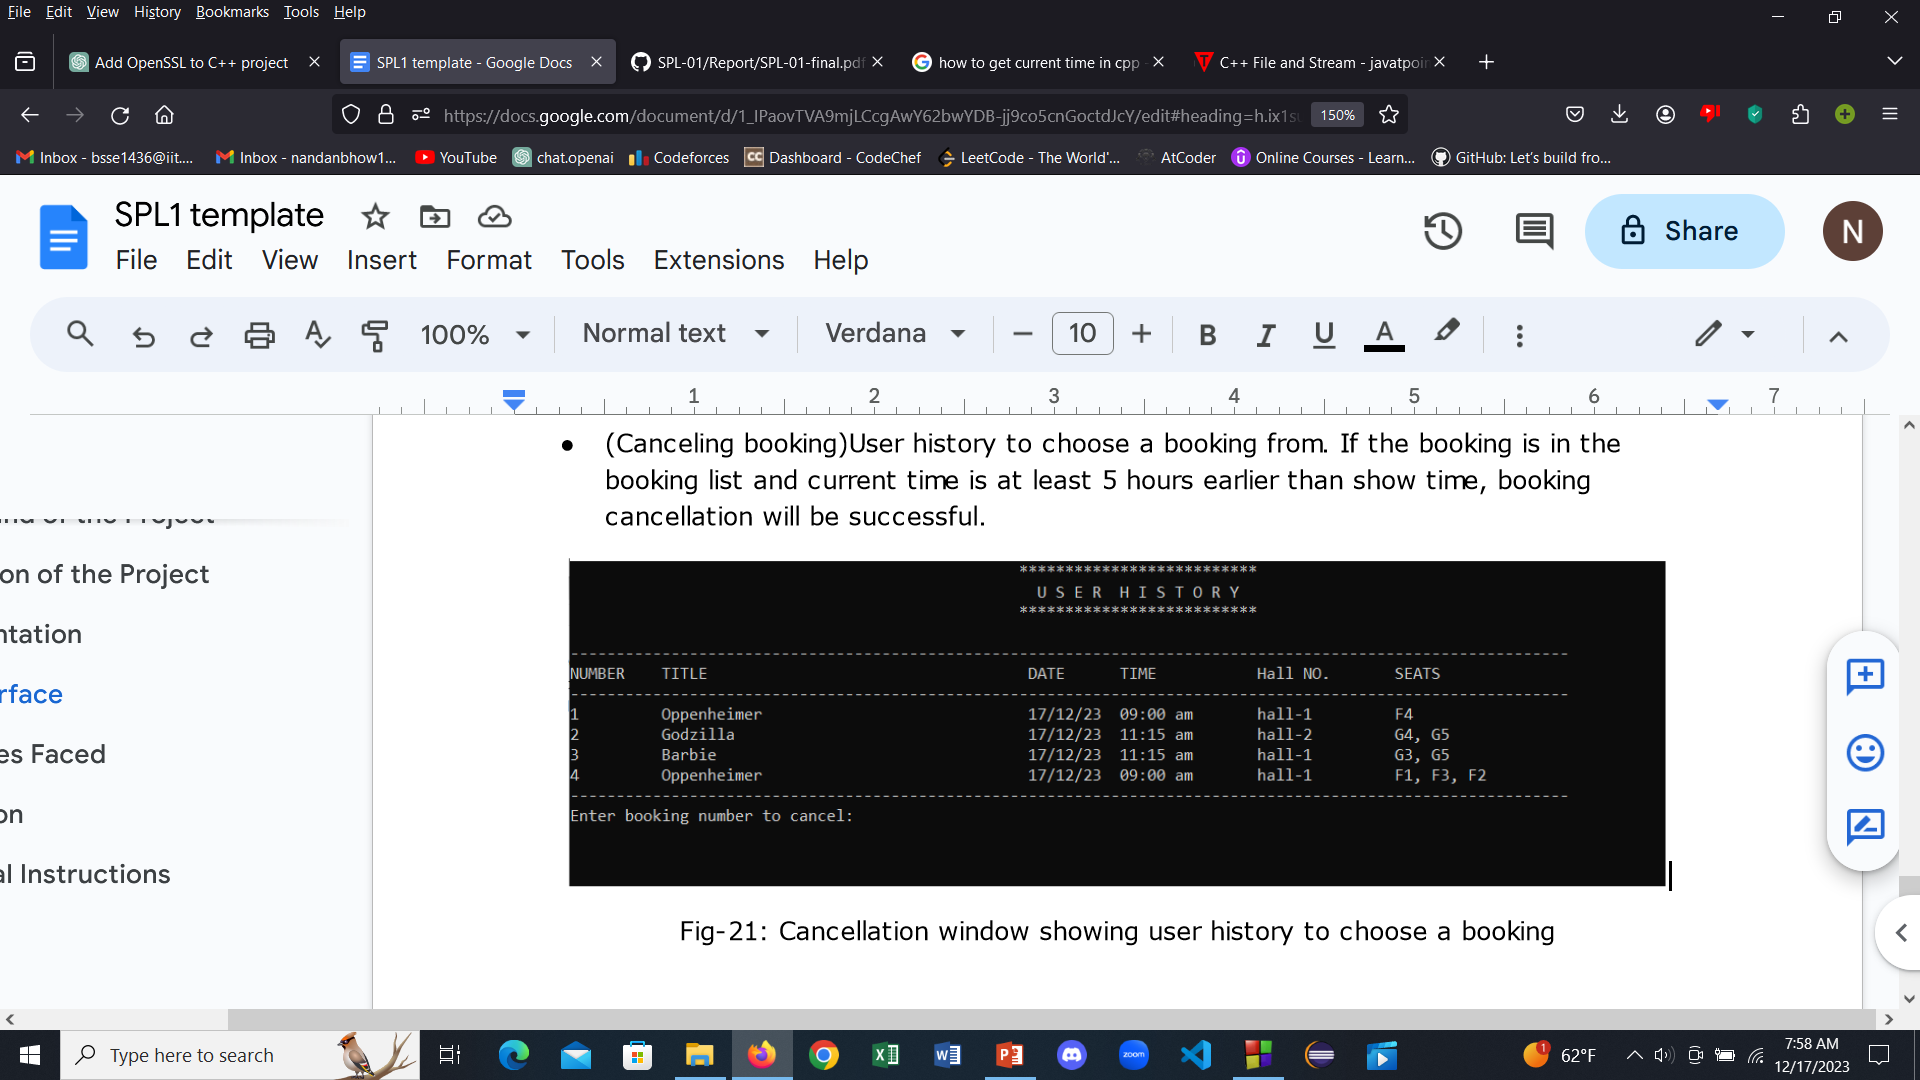 File Edit View History Bookmarks Tools Help
Add OpenSSL to C++ project
SPL1 template - Google Docs
SPL-01/Report/SPL-01-final.pdf
how to get current time in cpp -
C++ File and Stream - javatpoin
https://docs.google.com/document/d/1_IPaovTVA9mjLCcgAwY62bwYDB-jj9co5cnGoctdJcY/edit#heading=h.ix1su
150%
Inbox - bsse1436@iit.... Inbox - nandanbhow1... YouTube chat.openai Codeforces CC Dashboard - CodeChef LeetCode - The World'... AtCoder Online Courses - Learn... GitHub: Let's build fro...
SPL1 template
Share
N
File Edit View Insert Format Tools Extensions Help
100% Normal text Verdana 10 B I U A
1 2 3 4 5 6 7
• (Canceling booking)User history to choose a booking from. If the booking is in the
booking list and current time is at least 5 hours earlier than show time, booking
cancellation will be successful.
on of the Project
ntation
rface
es Faced
on
al Instructions
**************************
U S E R  H I S T O R Y
**************************
NUMBER TITLE DATE TIME Hall NO. SEATS
1 Oppenheimer 17/12/23 09:00 am hall-1 F4
2 Godzilla 17/12/23 11:15 am hall-2 G4, G5
3 Barbie 17/12/23 11:15 am hall-1 G3, G5
4 Oppenheimer 17/12/23 09:00 am hall-1 F1, F3, F2
Enter booking number to cancel:
Fig-21: Cancellation window showing user history to choose a booking
Type here to search
zoom
1
62°F
7:58 AM
12/17/2023